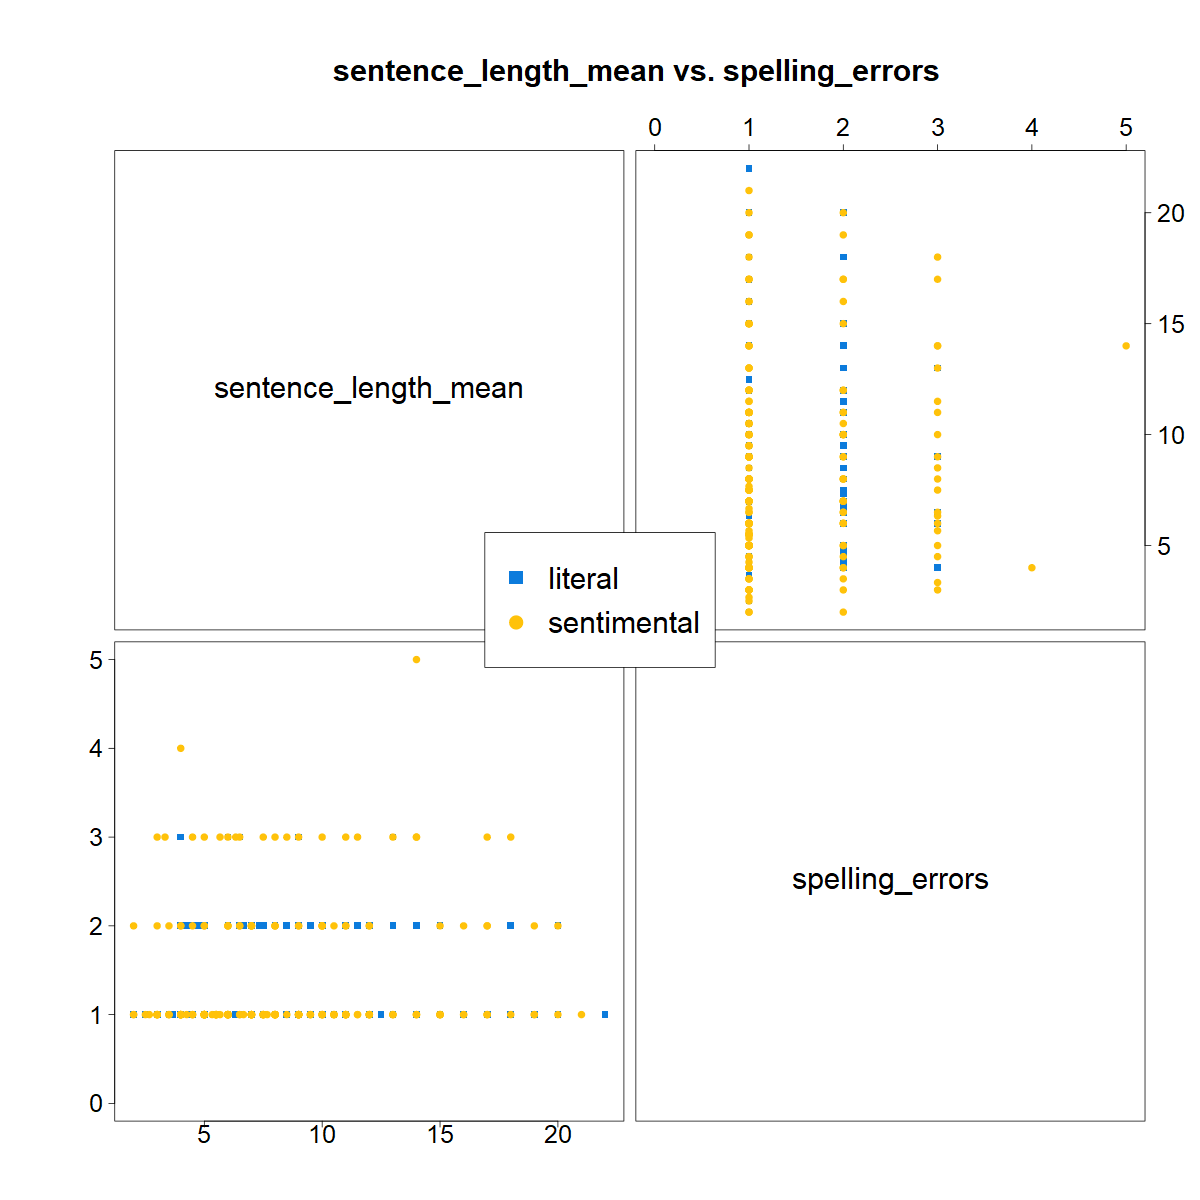 sentence_length_mean vs. spelling_errors
0 1 2 3 4 5
sentence_length_mean
20
15
10
5
literal
sentimental
5
4
3
2
1
0
spelling_errors
5 10 15 20